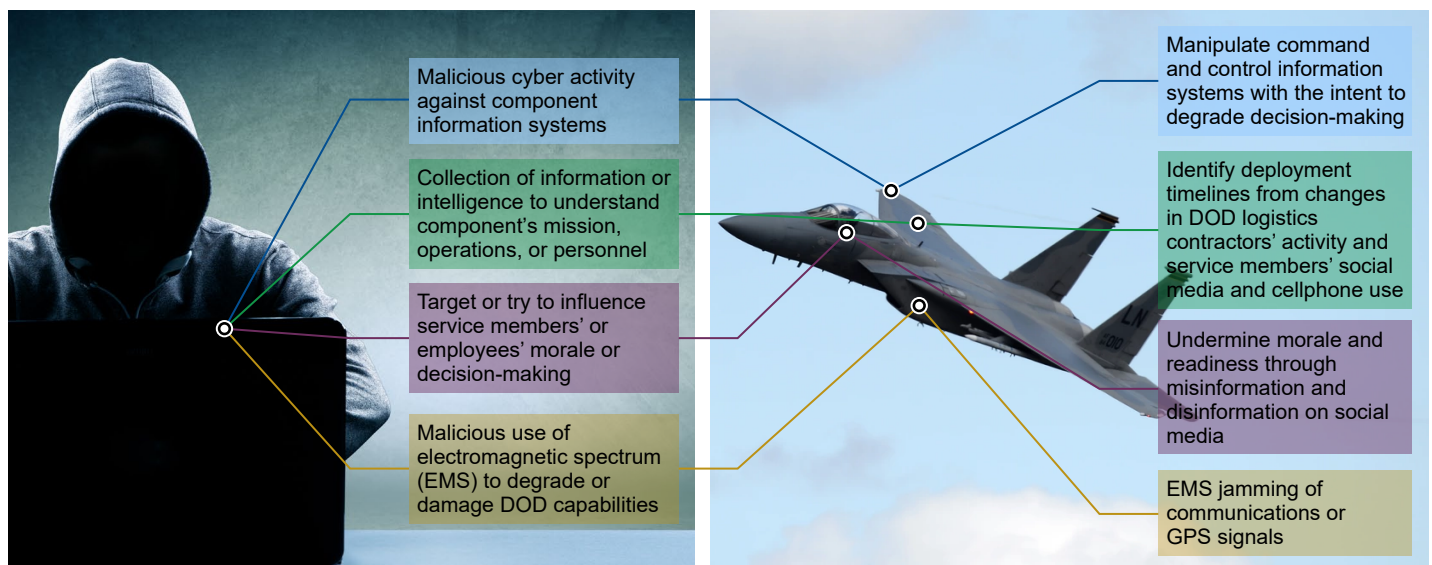 Malicious cyber activity
against component
information systems
Collection of information or
intelligence to understand
component's mission,
operations, or personnel
Target or try to influence
service members' or
employees' morale or
decision-making
Malicious use of
electromagnetic spectrum
(EMS) to degrade or
damage DOD capabilities
Manipulate command
and control information
systems with the intent to
degrade decision-making
Identify deployment
timelines from changes
in DOD logistics
contractors' activity and
service members' social
media and cellphone use
Undermine morale and
readiness through
misinformation and
disinformation on social
media
EMS jamming of
communications or
GPS signals
LN
010